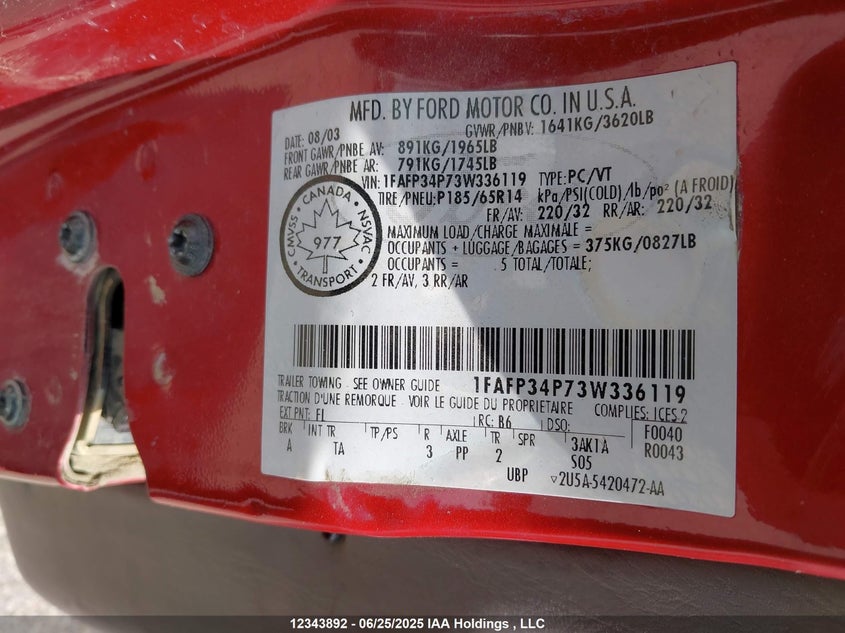 MFD. BY FORD MOTOR CO. IN U.S.A.
DATE: 08/03 GVWR/PNBV: 1641KG/3620LB
FRONT GAWR/PNBE AV: 891KG/1965LB
REAR GAWR/PNBE AR: 791KG/1745LB
VIN: 1FAFP34P73W336119 TYPE: PC/VT
TIRE/PNEU: P185/65R14 kPa/PSI(COLD)/lb/po² (A FROID)
FR/AV: 220/32 RR/AR: 220/32
MAXIMUM LOAD/CHARGE MAXIMALE =
OCCUPANTS + LUGGAGE/BAGAGES = 375KG/0827LB
OCCUPANTS = . 5 TOTAL/TOTALE;
2 FR/AV, 3 RR/AR
CANADA
CMVSS NSVAC
977
TRANSPORT
TRAILER TOWING - SEE OWNER GUIDE 1FAFP34P73W336119
TRACTION D'UNE REMORQUE - VOIR LE GUIDE DU PROPRIETAIRE COMPLIES: ICES 2
EXT PNT: FL RC: B6 DSO: F0040
BRK INT TR TP/PS R AXLE TR SPR R0043
A TA 3 PP 2 3AK1A
S05
UBP ▽2U5A-5420472-AA
12343892 - 06/25/2025 IAA Holdings , LLC